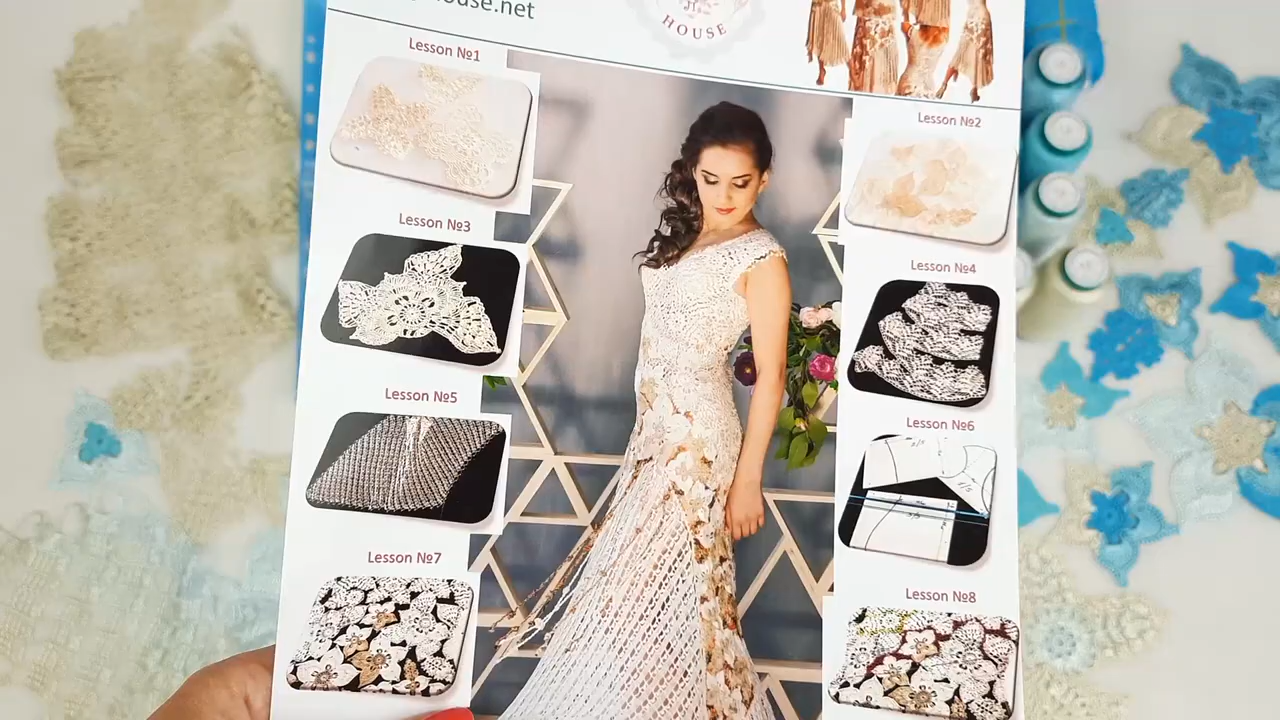 House.net
HOUSE
Lesson №1
Lesson №2
Lesson №3
Lesson №4
Lesson №5
Lesson №6
Lesson №7
Lesson №8